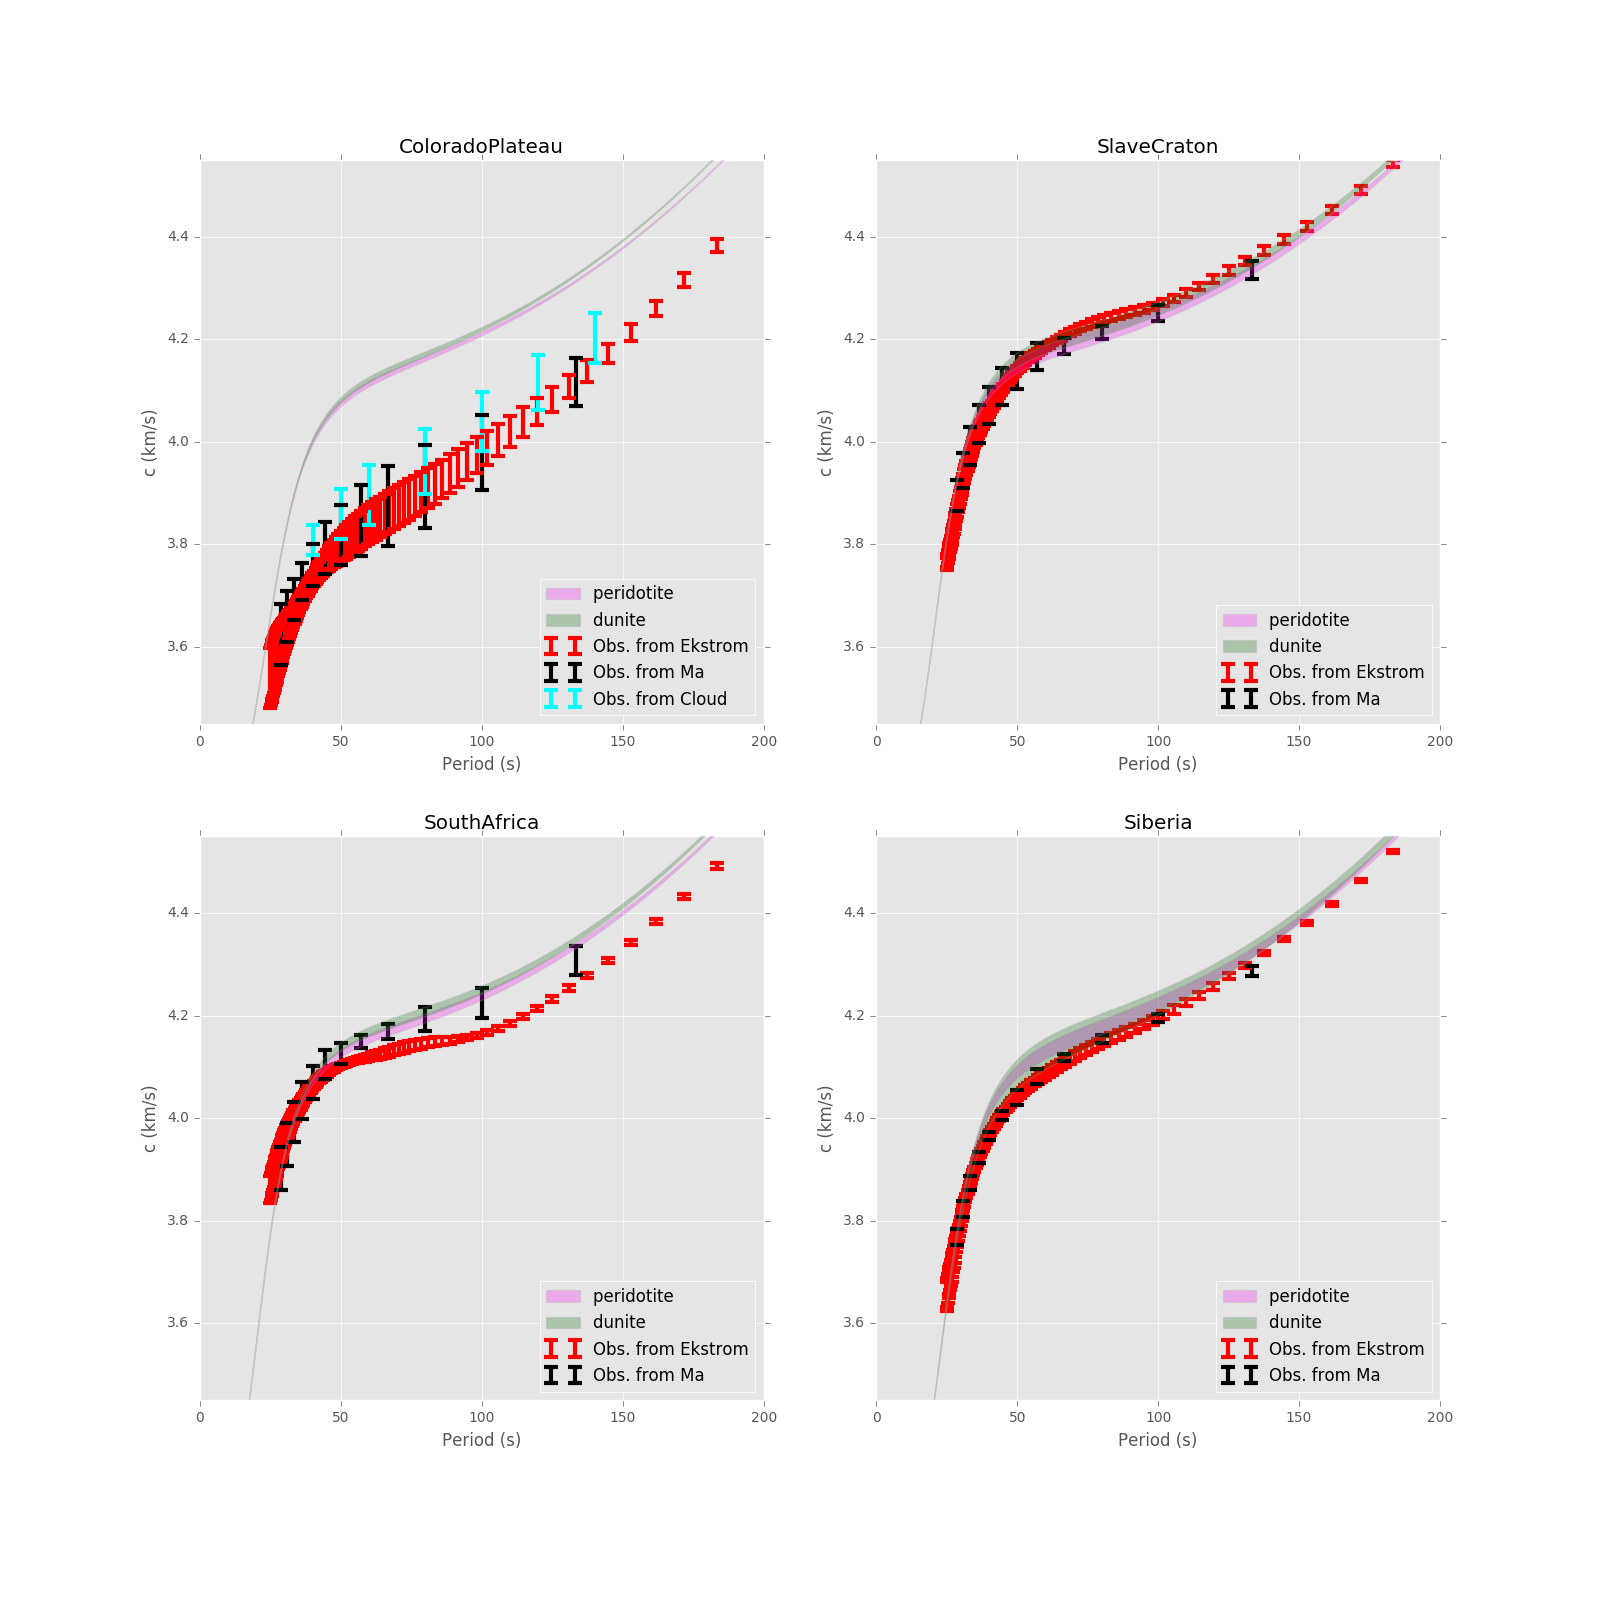 ColoradoPlateau
c (km/s)
4.4
4.2
4.0
3.8
3.6
peridotite
dunite
Obs. from Ekstrom
Obs. from Ma
Obs. from Cloud
0 50 100 150 200
Period (s)
SlaveCraton
c (km/s)
4.4
4.2
4.0
3.8
3.6
peridotite
dunite
Obs. from Ekstrom
Obs. from Ma
0 50 100 150 200
Period (s)
SouthAfrica
c (km/s)
4.4
4.2
4.0
3.8
3.6
peridotite
dunite
Obs. from Ekstrom
Obs. from Ma
0 50 100 150 200
Period (s)
Siberia
c (km/s)
4.4
4.2
4.0
3.8
3.6
peridotite
dunite
Obs. from Ekstrom
Obs. from Ma
0 50 100 150 200
Period (s)